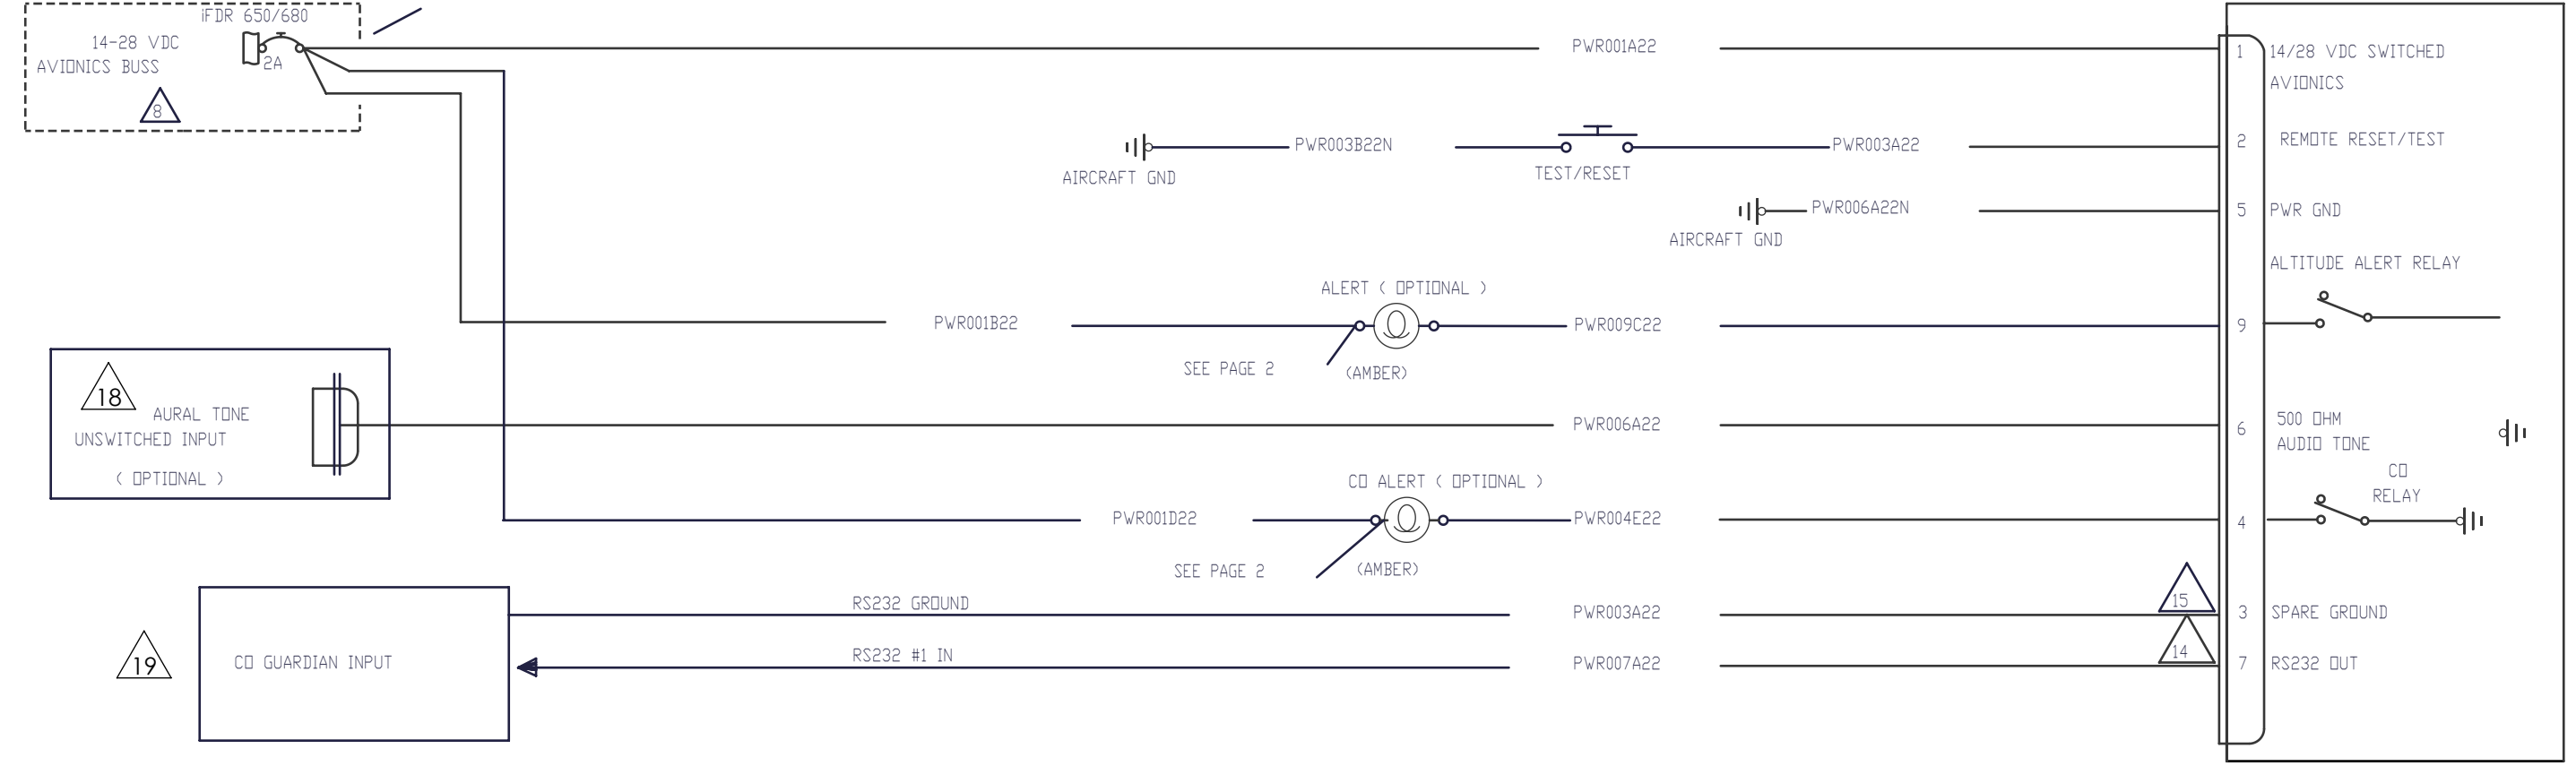 iFDR 650/680
14-28 VDC
AVIONICS BUSS
2A
8
PWR001A22
1
14/28 VDC SWITCHED
AVIONICS
AIRCRAFT GND
PWR003B22N
TEST/RESET
PWR003A22
2
REMOTE RESET/TEST
AIRCRAFT GND
PWR006A22N
5
PWR GND
ALTITUDE ALERT RELAY
ALERT ( OPTIONAL )
PWR001B22
PWR009C22
9
SEE PAGE 2
(AMBER)
18
AURAL TONE
UNSWITCHED INPUT
( OPTIONAL )
PWR006A22
6
500 OHM
AUDIO TONE
CO
RELAY
CO ALERT ( OPTIONAL )
PWR001D22
PWR004E22
4
SEE PAGE 2
(AMBER)
RS232 GROUND
PWR003A22
15
3
SPARE GROUND
19
CO GUARDIAN INPUT
RS232 #1 IN
PWR007A22
14
7
RS232 OUT